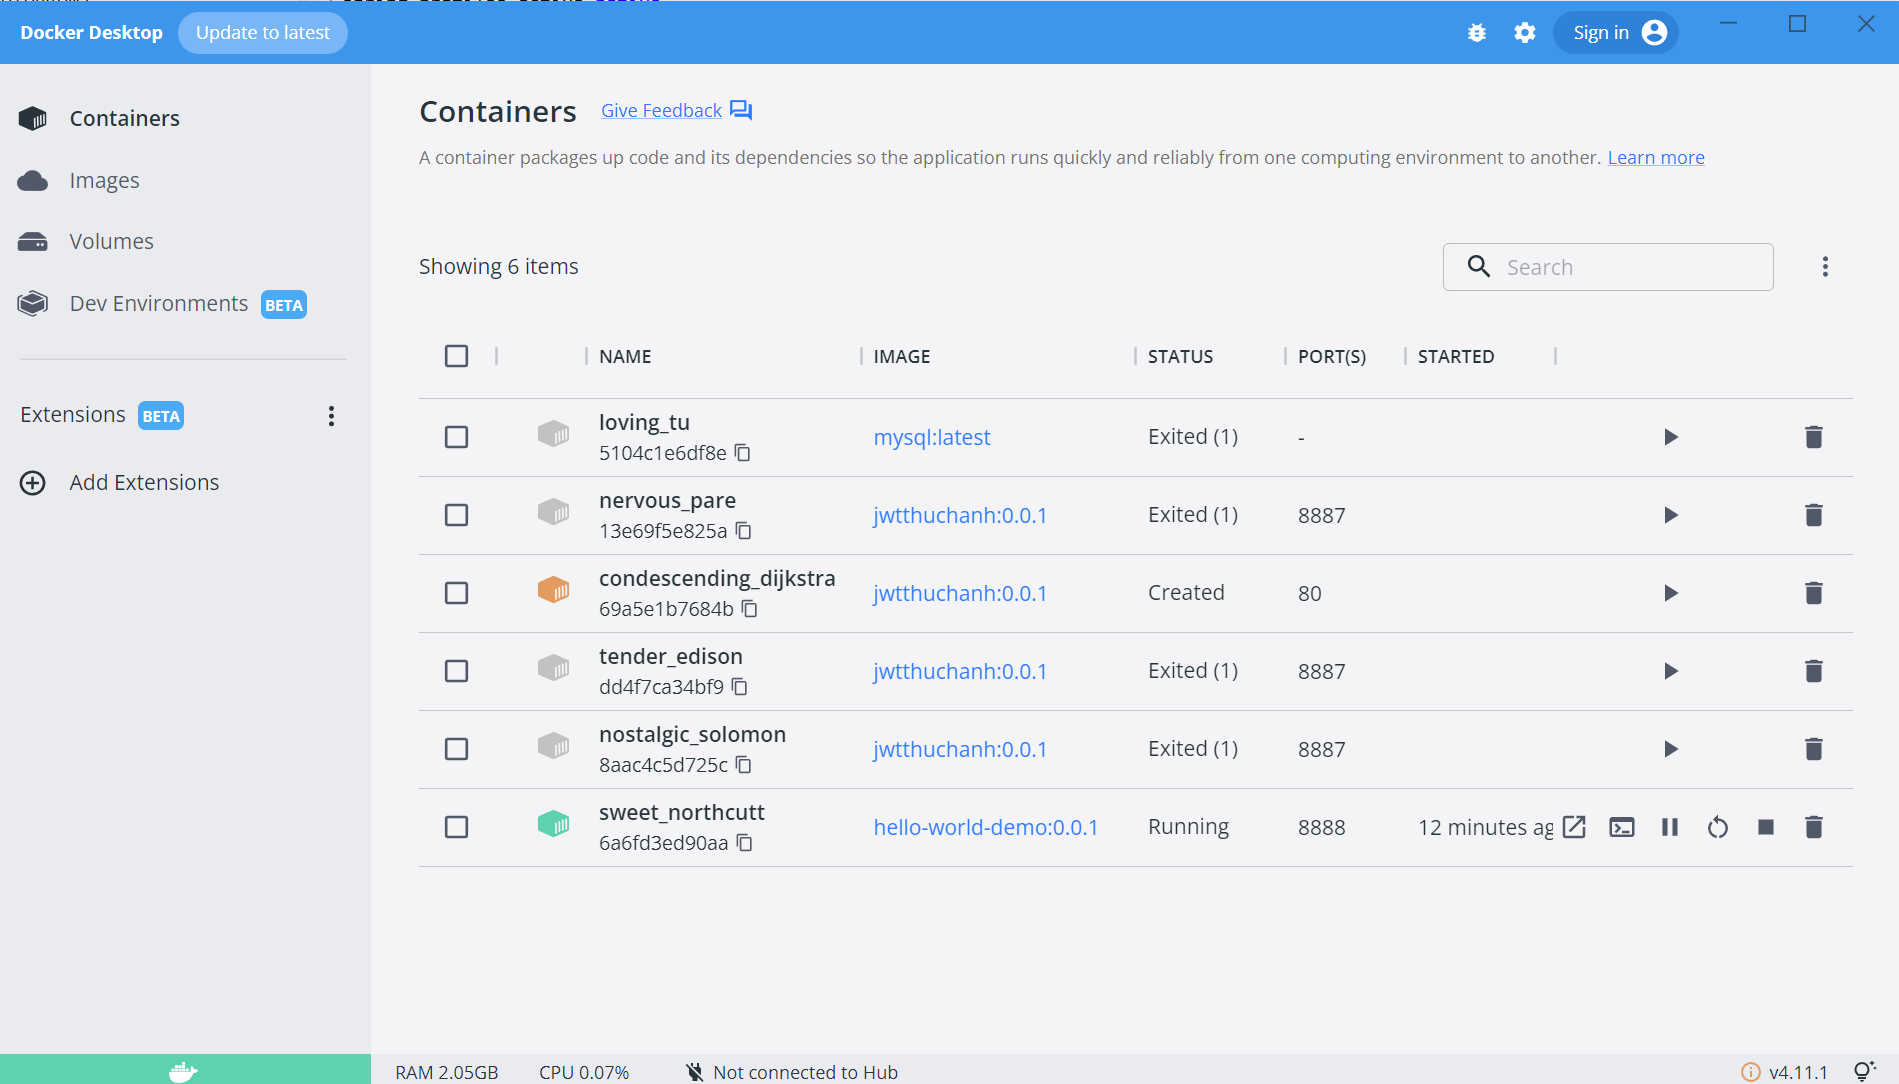 Docker Desktop Update to latest Sign in
Containers
Images
Volumes
Dev Environments BETA
Extensions BETA
Add Extensions
Containers Give Feedback
A container packages up code and its dependencies so the application runs quickly and reliably from one computing environment to another. Learn more
Showing 6 items Search
NAME IMAGE STATUS PORT(S) STARTED
loving_tu
5104c1e6df8e mysql:latest Exited (1) -
nervous_pare
13e69f5e825a jwtthuchanh:0.0.1 Exited (1) 8887
condescending_dijkstra
69a5e1b7684b jwtthuchanh:0.0.1 Created 80
tender_edison
dd4f7ca34bf9 jwtthuchanh:0.0.1 Exited (1) 8887
nostalgic_solomon
8aac4c5d725c jwtthuchanh:0.0.1 Exited (1) 8887
sweet_northcutt
6a6fd3ed90aa hello-world-demo:0.0.1 Running 8888 12 minutes ag
RAM 2.05GB CPU 0.07% Not connected to Hub v4.11.1